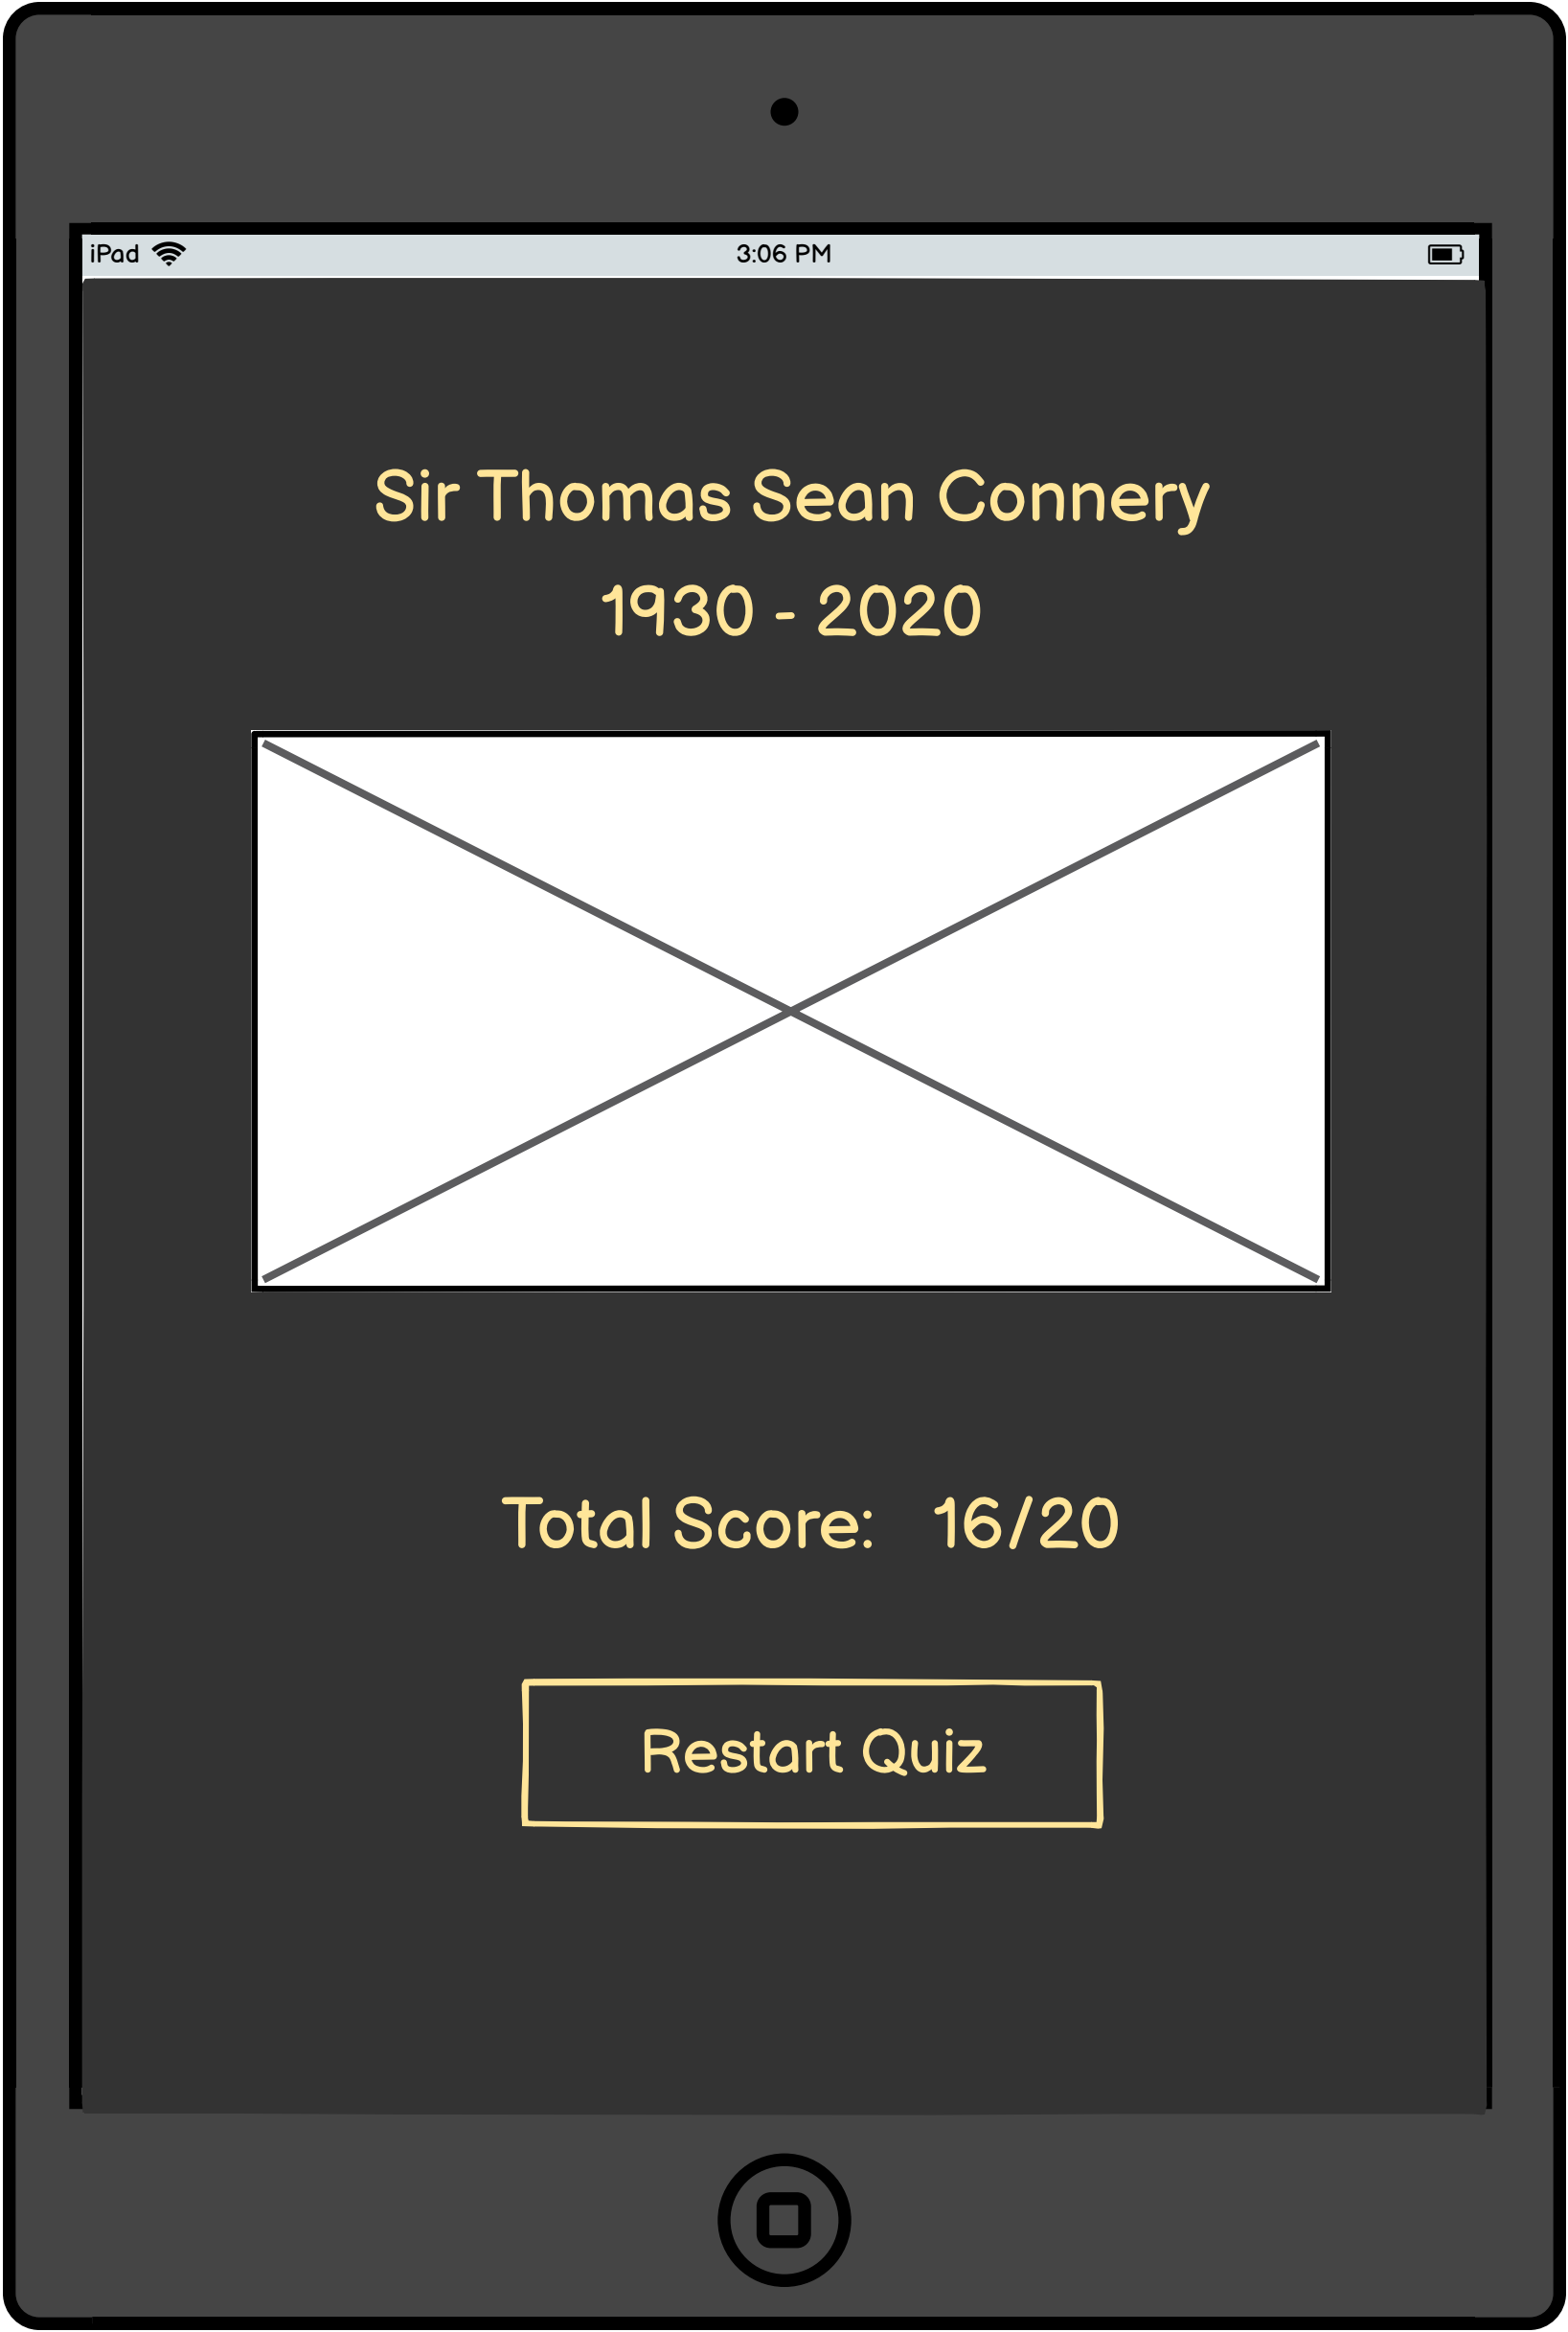 iPad 3:06 PM
Sir Thomas Sean Connery
1930 - 2020
Total Score: 16/20
Restart Quiz